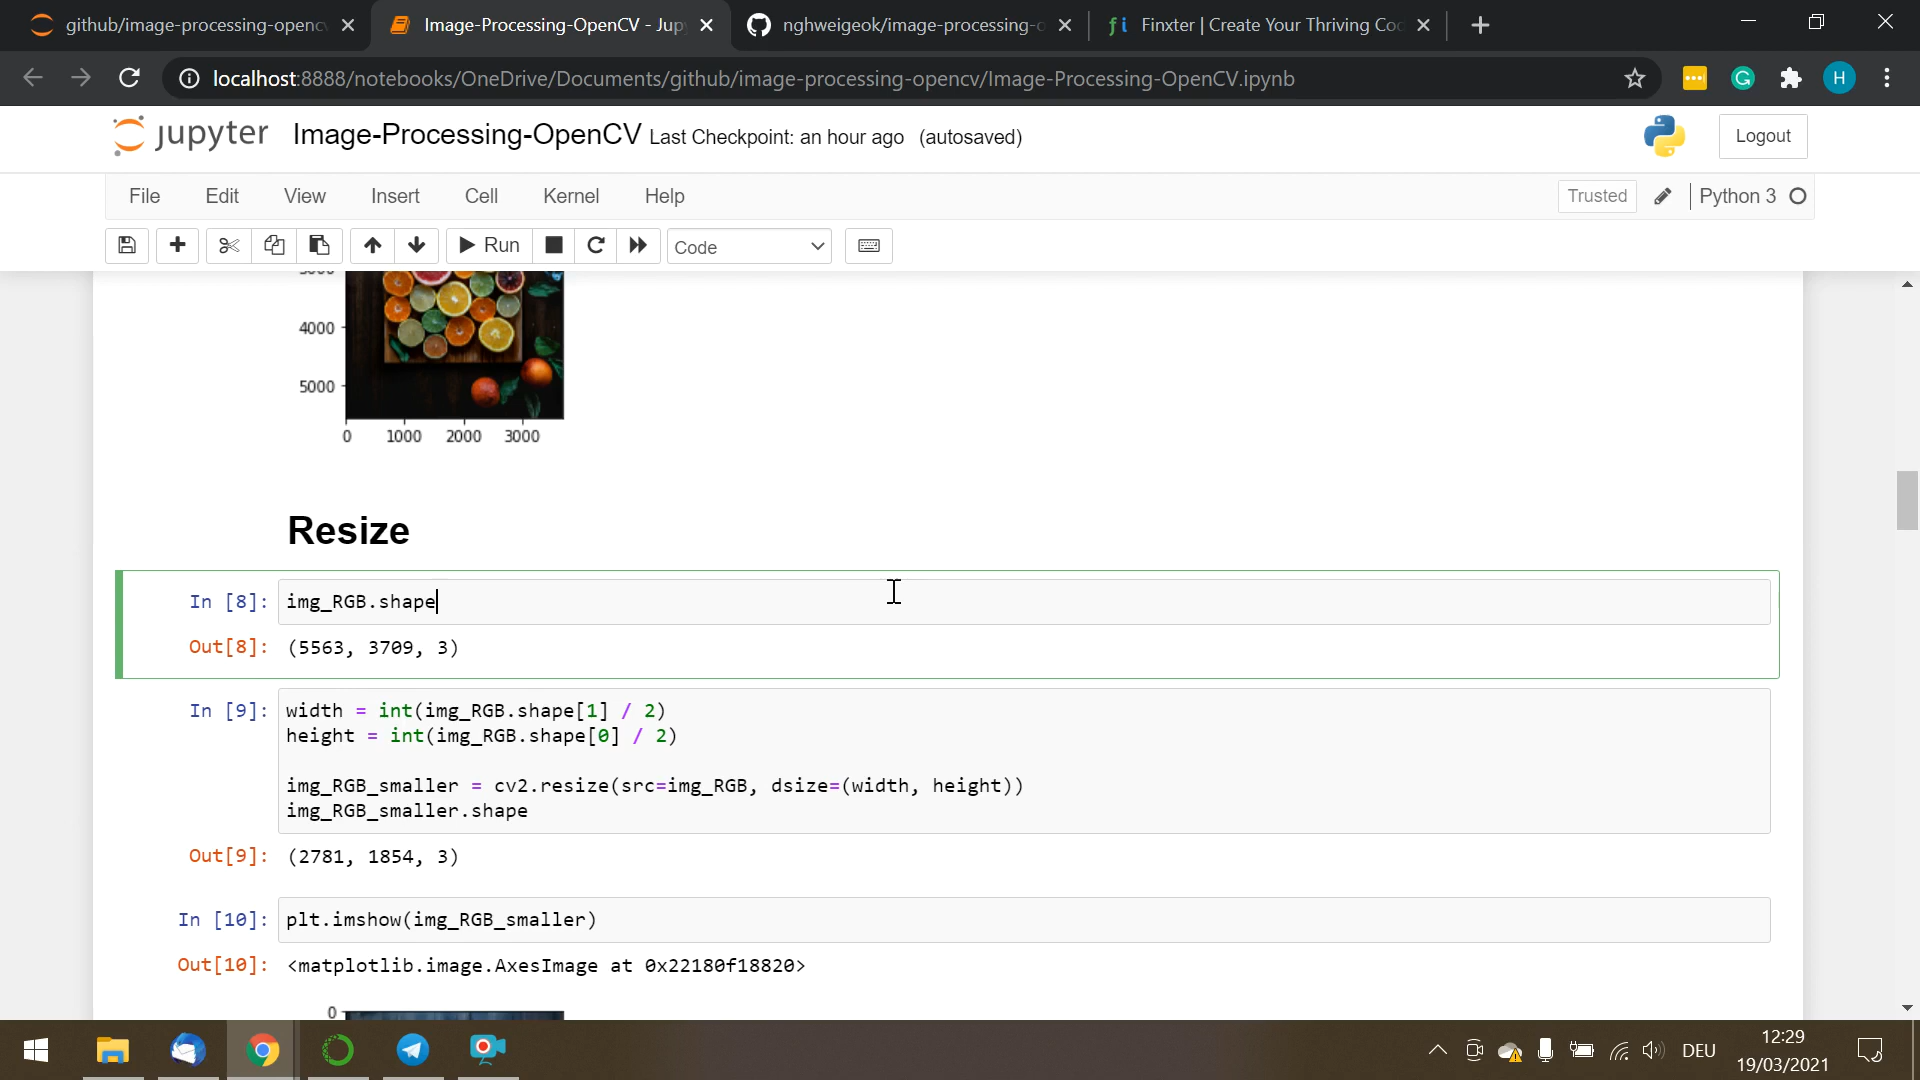 github/image-processing-openc
Image-Processing-OpenCV - Jup
nghweigeok/image-processing-o
Finxter | Create Your Thriving Co
localhost:8888/notebooks/OneDrive/Documents/github/image-processing-opencv/Image-Processing-OpenCV.ipynb
H
jupyter Image-Processing-OpenCV Last Checkpoint: an hour ago (autosaved)
Logout
File Edit View Insert Cell Kernel Help
Trusted
Python 3
Run
Code
4000
5000
0 1000 2000 3000
Resize
In [8]: img_RGB.shape
Out[8]: (5563, 3709, 3)
In [9]: width = int(img_RGB.shape[1] / 2)
height = int(img_RGB.shape[0] / 2)
img_RGB_smaller = cv2.resize(src=img_RGB, dsize=(width, height))
img_RGB_smaller.shape
Out[9]: (2781, 1854, 3)
In [10]: plt.imshow(img_RGB_smaller)
Out[10]: <matplotlib.image.AxesImage at 0x22180f18820>
0
DEU
12:29
19/03/2021